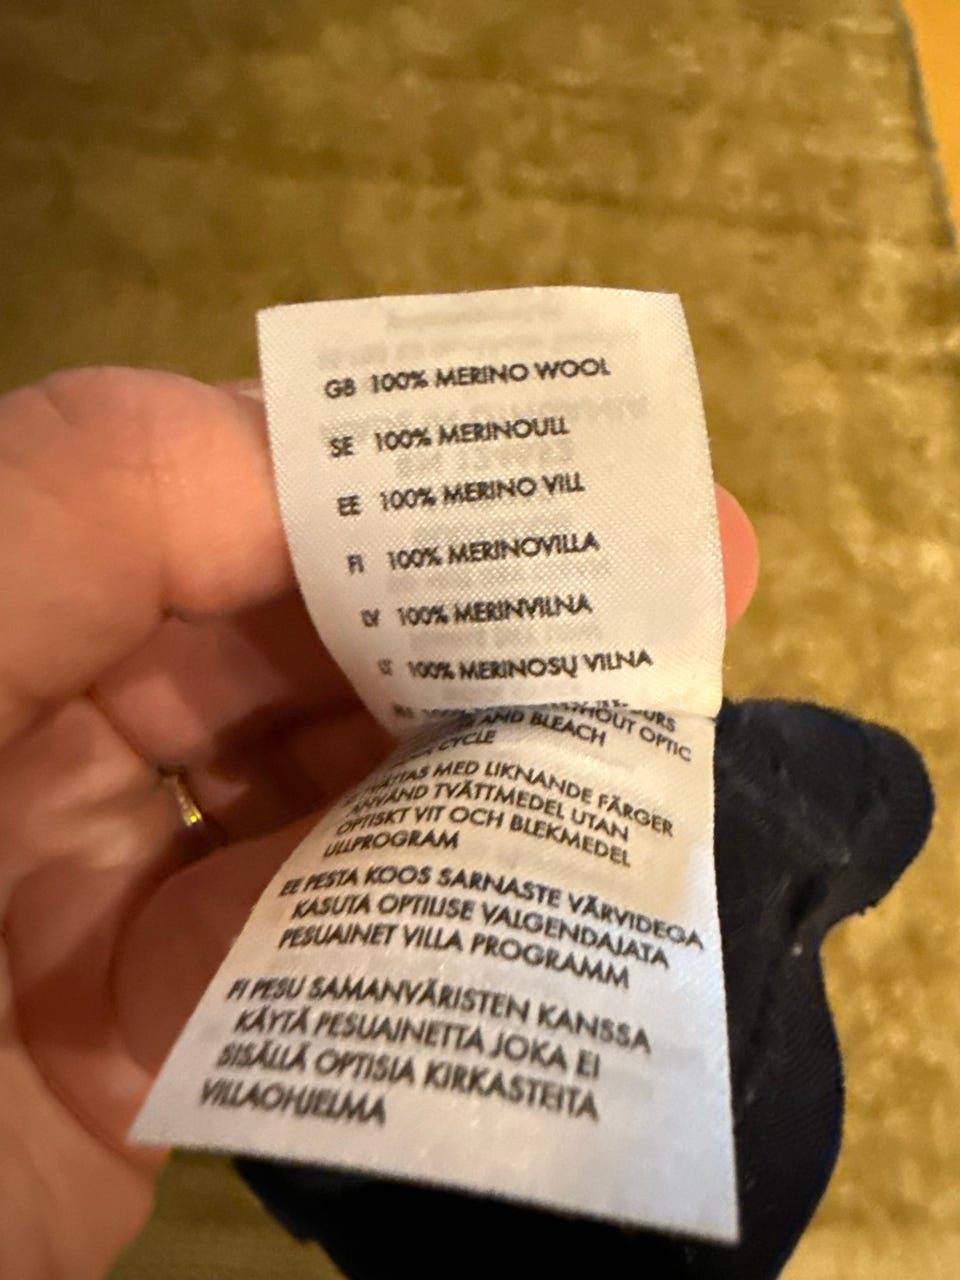 GB 100% MERINO WOOL
SE 100% MERINOULL
EE 100% MERINO VILL
FI 100% MERINOVILLA
LV 100% MERINVILNA
LT 100% MERINOSŲ VILNA
OPTIC
AND BLEACH
CYCLE
MED LIKNANDE FÄRGER
ANVÄND TVÄTTMEDEL UTAN
OPTISKT VIT OCH BLEKMEDEL
ULLPROGRAM
EE PESTA KOOS SARNASTE VÄRVIDEGA
KASUTA OPTILISE VALGENDAJATA
PESUAINET VILLA PROGRAMM
FI PESU SAMANVÄRISTEN KANSSA
KÄYTÄ PESUAINETTA JOKA EI
SISÄLLÄ OPTISIA KIRKASTEITA
VILLAOHJELMA